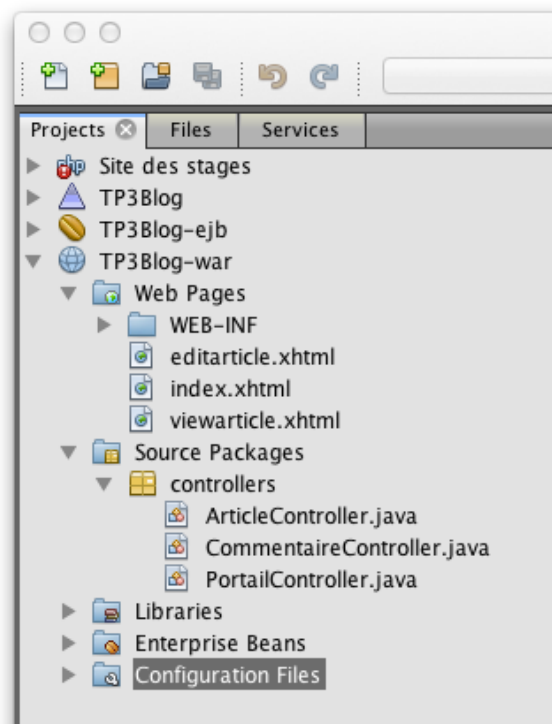 Projects Files Services
php Site des stages
TP3Blog
TP3Blog-ejb
TP3Blog-war
Web Pages
WEB-INF
editarticle.xhtml
index.xhtml
viewarticle.xhtml
Source Packages
controllers
ArticleController.java
CommentaireController.java
PortailController.java
Libraries
Enterprise Beans
Configuration Files